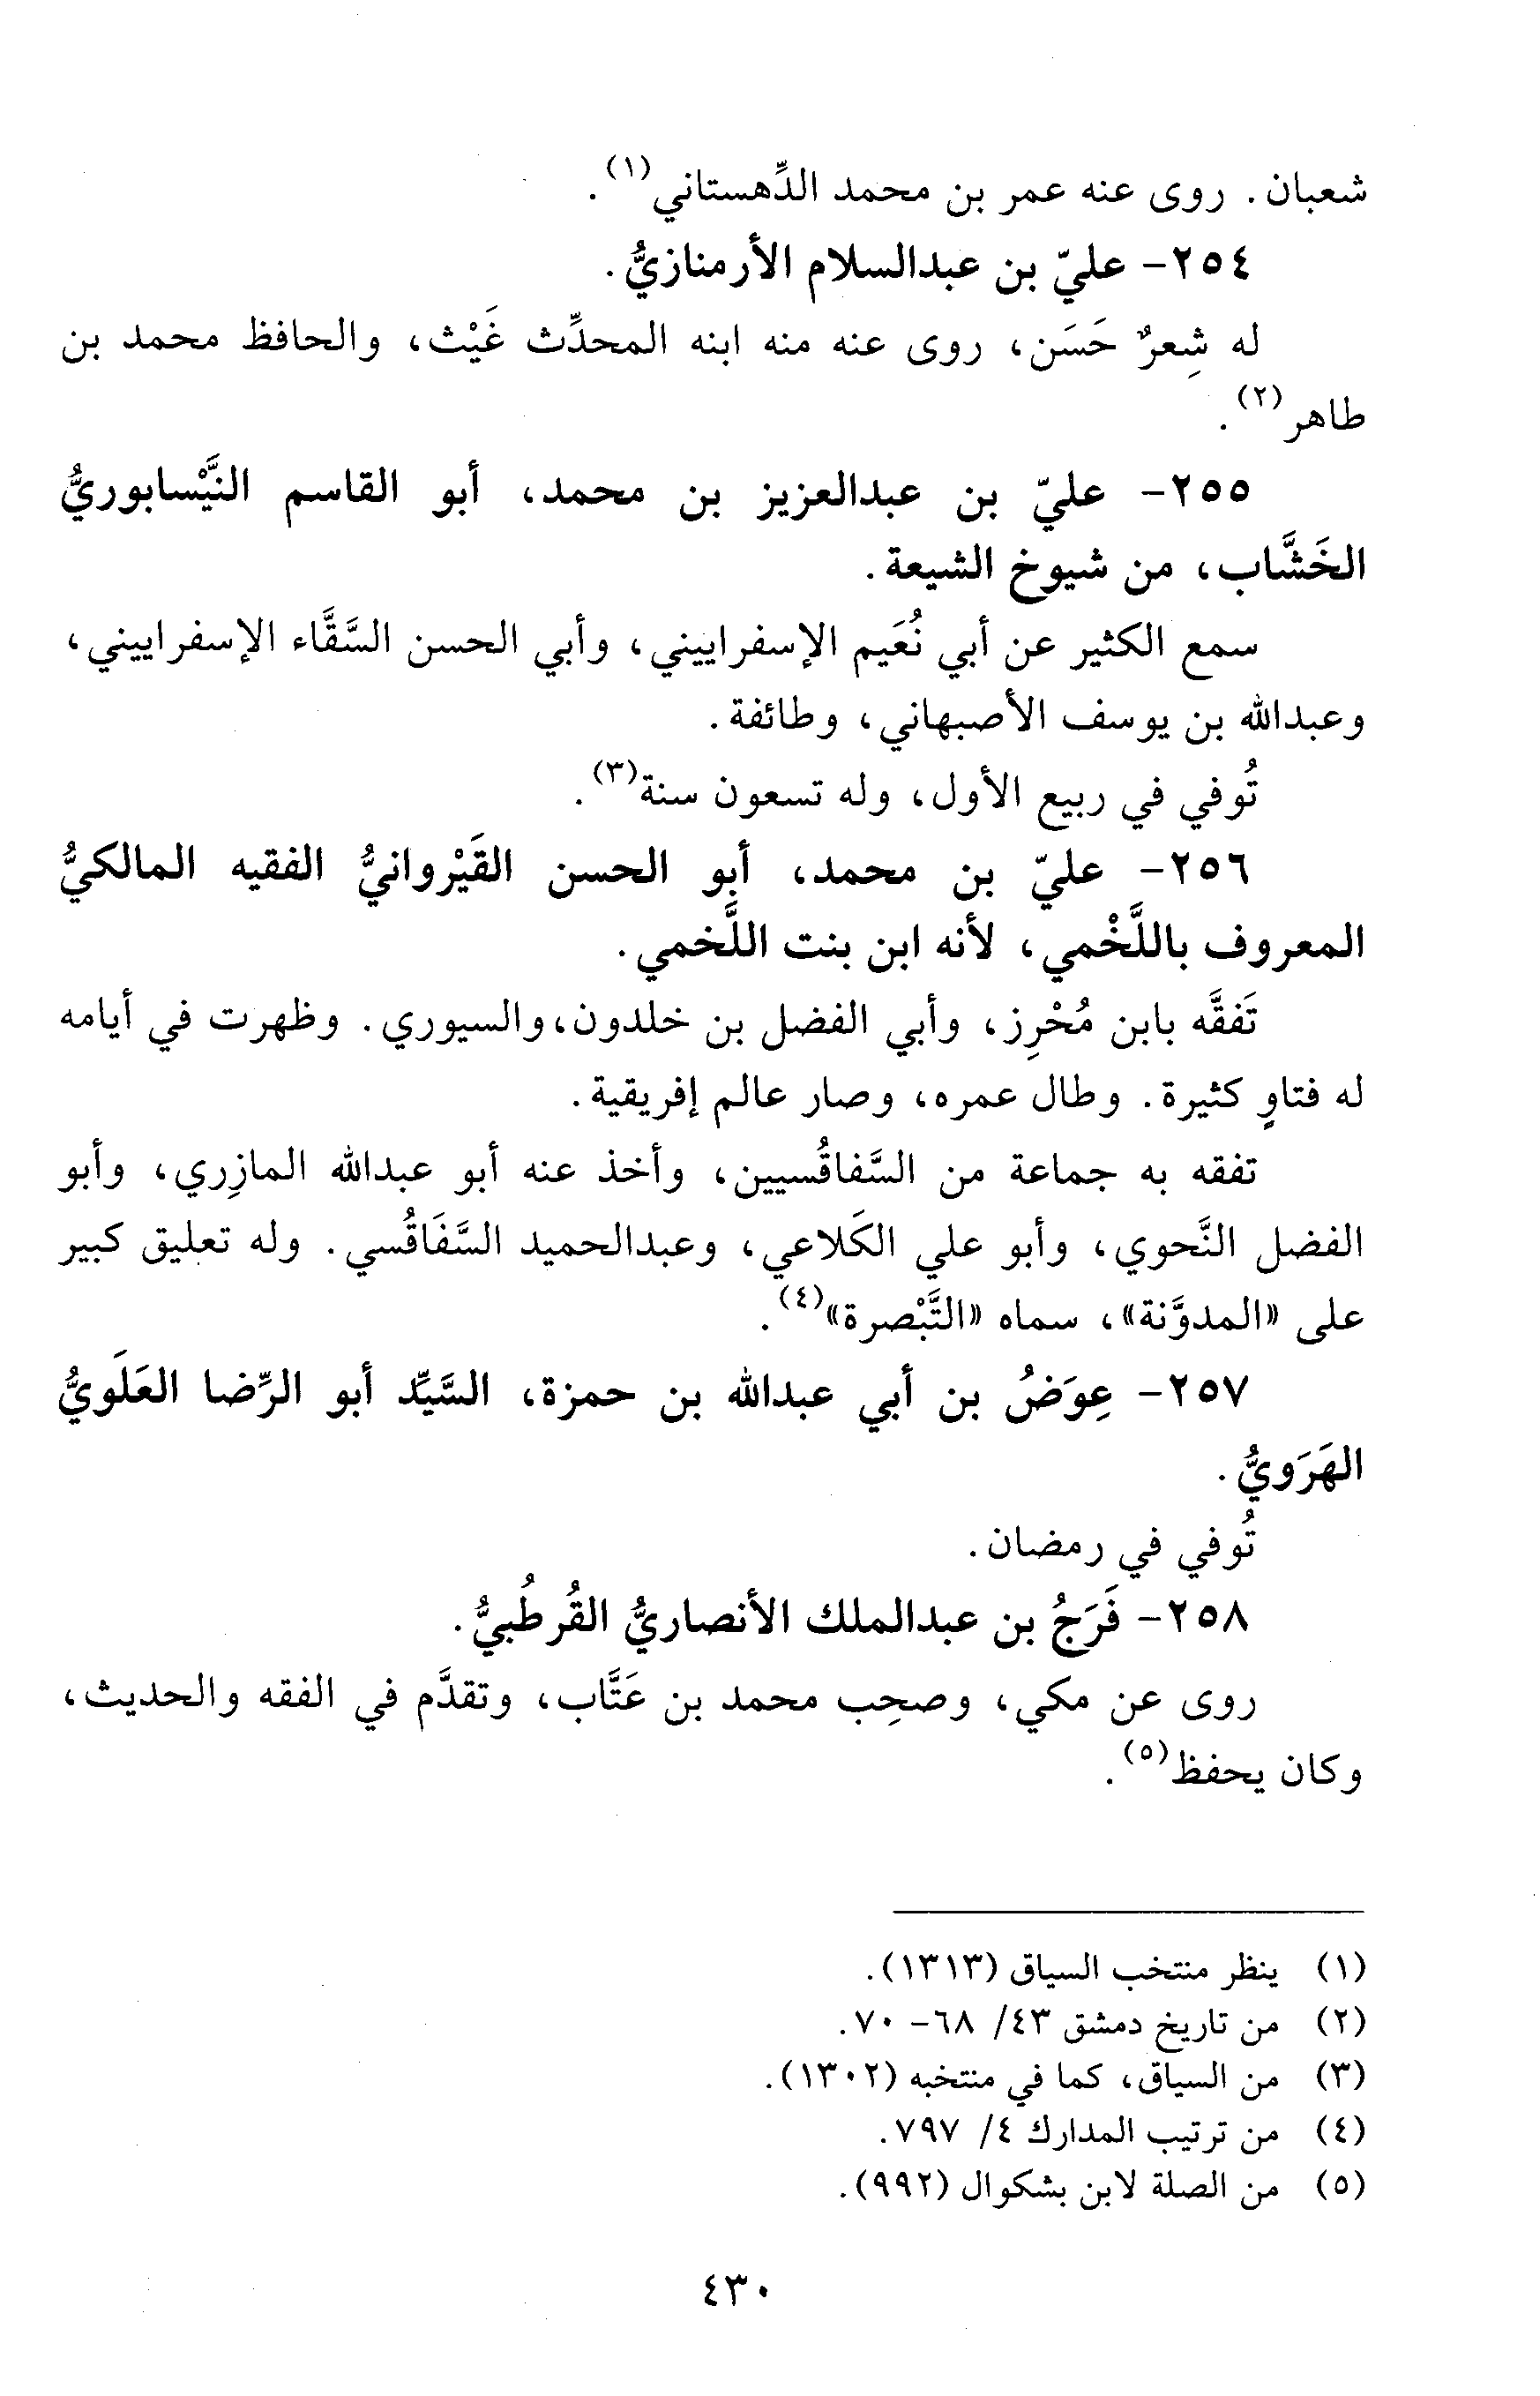 شعبان. روى عنه عمر بن محمد الدِّهستاني(١).
٢٥٤- عليّ بن عبدالسلام الأرمنازيُّ.
له شِعرٌ حَسَن، روى عنه منه ابنه المحدِّث غَيْث، والحافظ محمد بن
طاهر(٢).
٢٥٥- عليّ بن عبدالعزيز بن محمد، أبو القاسم النَّيْسابوريُّ
الخَشَّاب، من شيوخ الشيعة.
سمع الكثير عن أبي نُعَيم الإسفراييني، وأبي الحسن السَّقَّاء الإسفراييني،
وعبدالله بن يوسف الأصبهاني، وطائفة.
تُوفي في ربيع الأول، وله تسعون سنة(٣).
٢٥٦- عليّ بن محمد، أبو الحسن القَيْروانيُّ الفقيه المالكيُّ
المعروف باللَّخْمي، لأنه ابن بنت اللَّخمي.
تَفقَّه بابن مُحْرِز، وأبي الفضل بن خلدون،والسيوري. وظهرت في أيامه
له فتاوٍ كثيرة. وطال عمره، وصار عالم إفريقية.
تفقه به جماعة من السَّفاقُسيين، وأخذ عنه أبو عبدالله المازِري، وأبو
الفضل النَّحوي، وأبو علي الكَلاعي، وعبدالحميد السَّفَاقُسي. وله تعليق كبير
على «المدوَّنة»، سماه «التَّبْصرة»(٤).
٢٥٧- عِوَضُ بن أبي عبدالله بن حمزة، السَّيِّد أبو الرِّضا العَلَويُّ
الهَرَويُّ.
تُوفي في رمضان.
٢٥٨- فَرَجُ بن عبدالملك الأنصاريُّ القُرطُبيُّ.
روى عن مكي، وصحِب محمد بن عَتَّاب، وتقدَّم في الفقه والحديث،
وكان يحفظ(٥).
(١) ينظر منتخب السياق (١٣١٣).
(٢) من تاريخ دمشق ٤٣/ ٦٨- ٧٠.
(٣) من السياق، كما في منتخبه (١٣٠٢).
(٤) من ترتيب المدارك ٤/ ٧٩٧.
(٥) من الصلة لابن بشكوال (٩٩٢).
٤٣٠